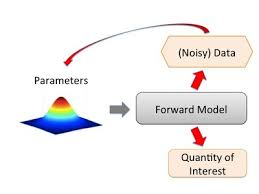 (Noisy) Data
Parameters
Forward Model
Quantity of
Interest